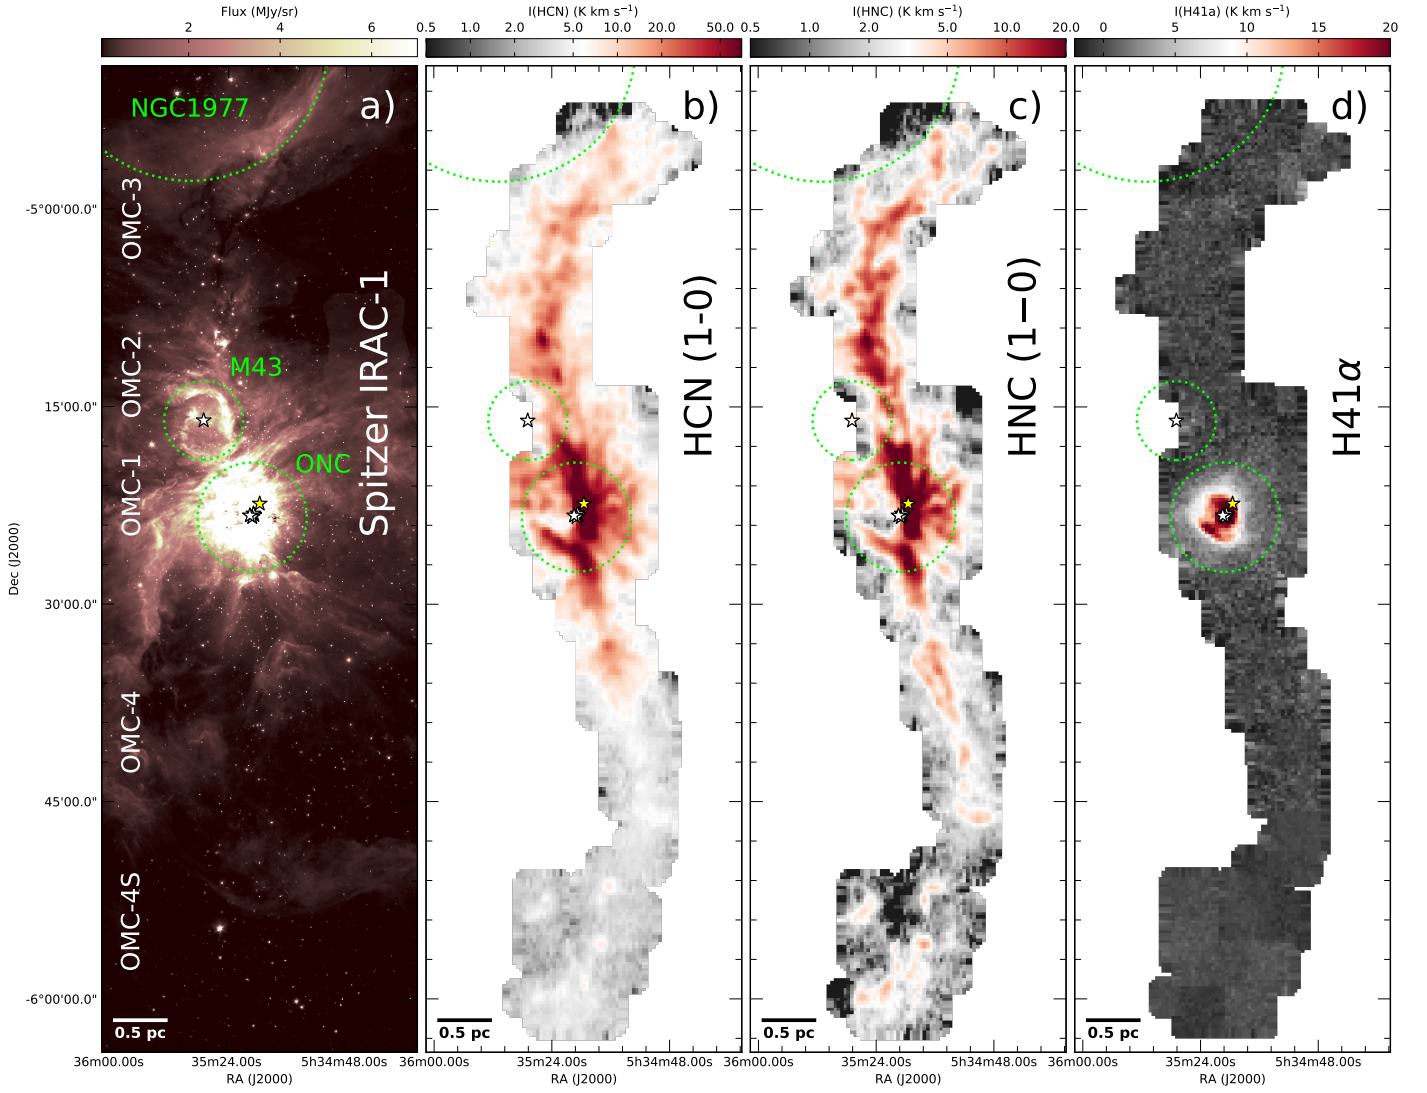 Flux (MJy/sr)
2 4 6
I(HCN) (K km s⁻¹)
0.5 1.0 2.0 5.0 10.0 20.0 50.0
I(HNC) (K km s⁻¹)
0.5 1.0 2.0 5.0 10.0 20.0
I(H41a) (K km s⁻¹)
0 5 10 15 20
a)
NGC1977
OMC-3
OMC-2
M43
OMC-1
ONC
Spitzer IRAC-1
OMC-4
OMC-4S
0.5 pc
b)
HCN (1-0)
0.5 pc
c)
HNC (1−0)
0.5 pc
d)
H41α
0.5 pc
Dec (J2000)
-5°00'00.0"
15'00.0"
30'00.0"
45'00.0"
-6°00'00.0"
36m00.00s 35m24.00s 5h34m48.00s
RA (J2000)
36m00.00s 35m24.00s 5h34m48.00s
RA (J2000)
36m00.00s 35m24.00s 5h34m48.00s
RA (J2000)
36m00.00s 35m24.00s 5h34m48.00s
RA (J2000)